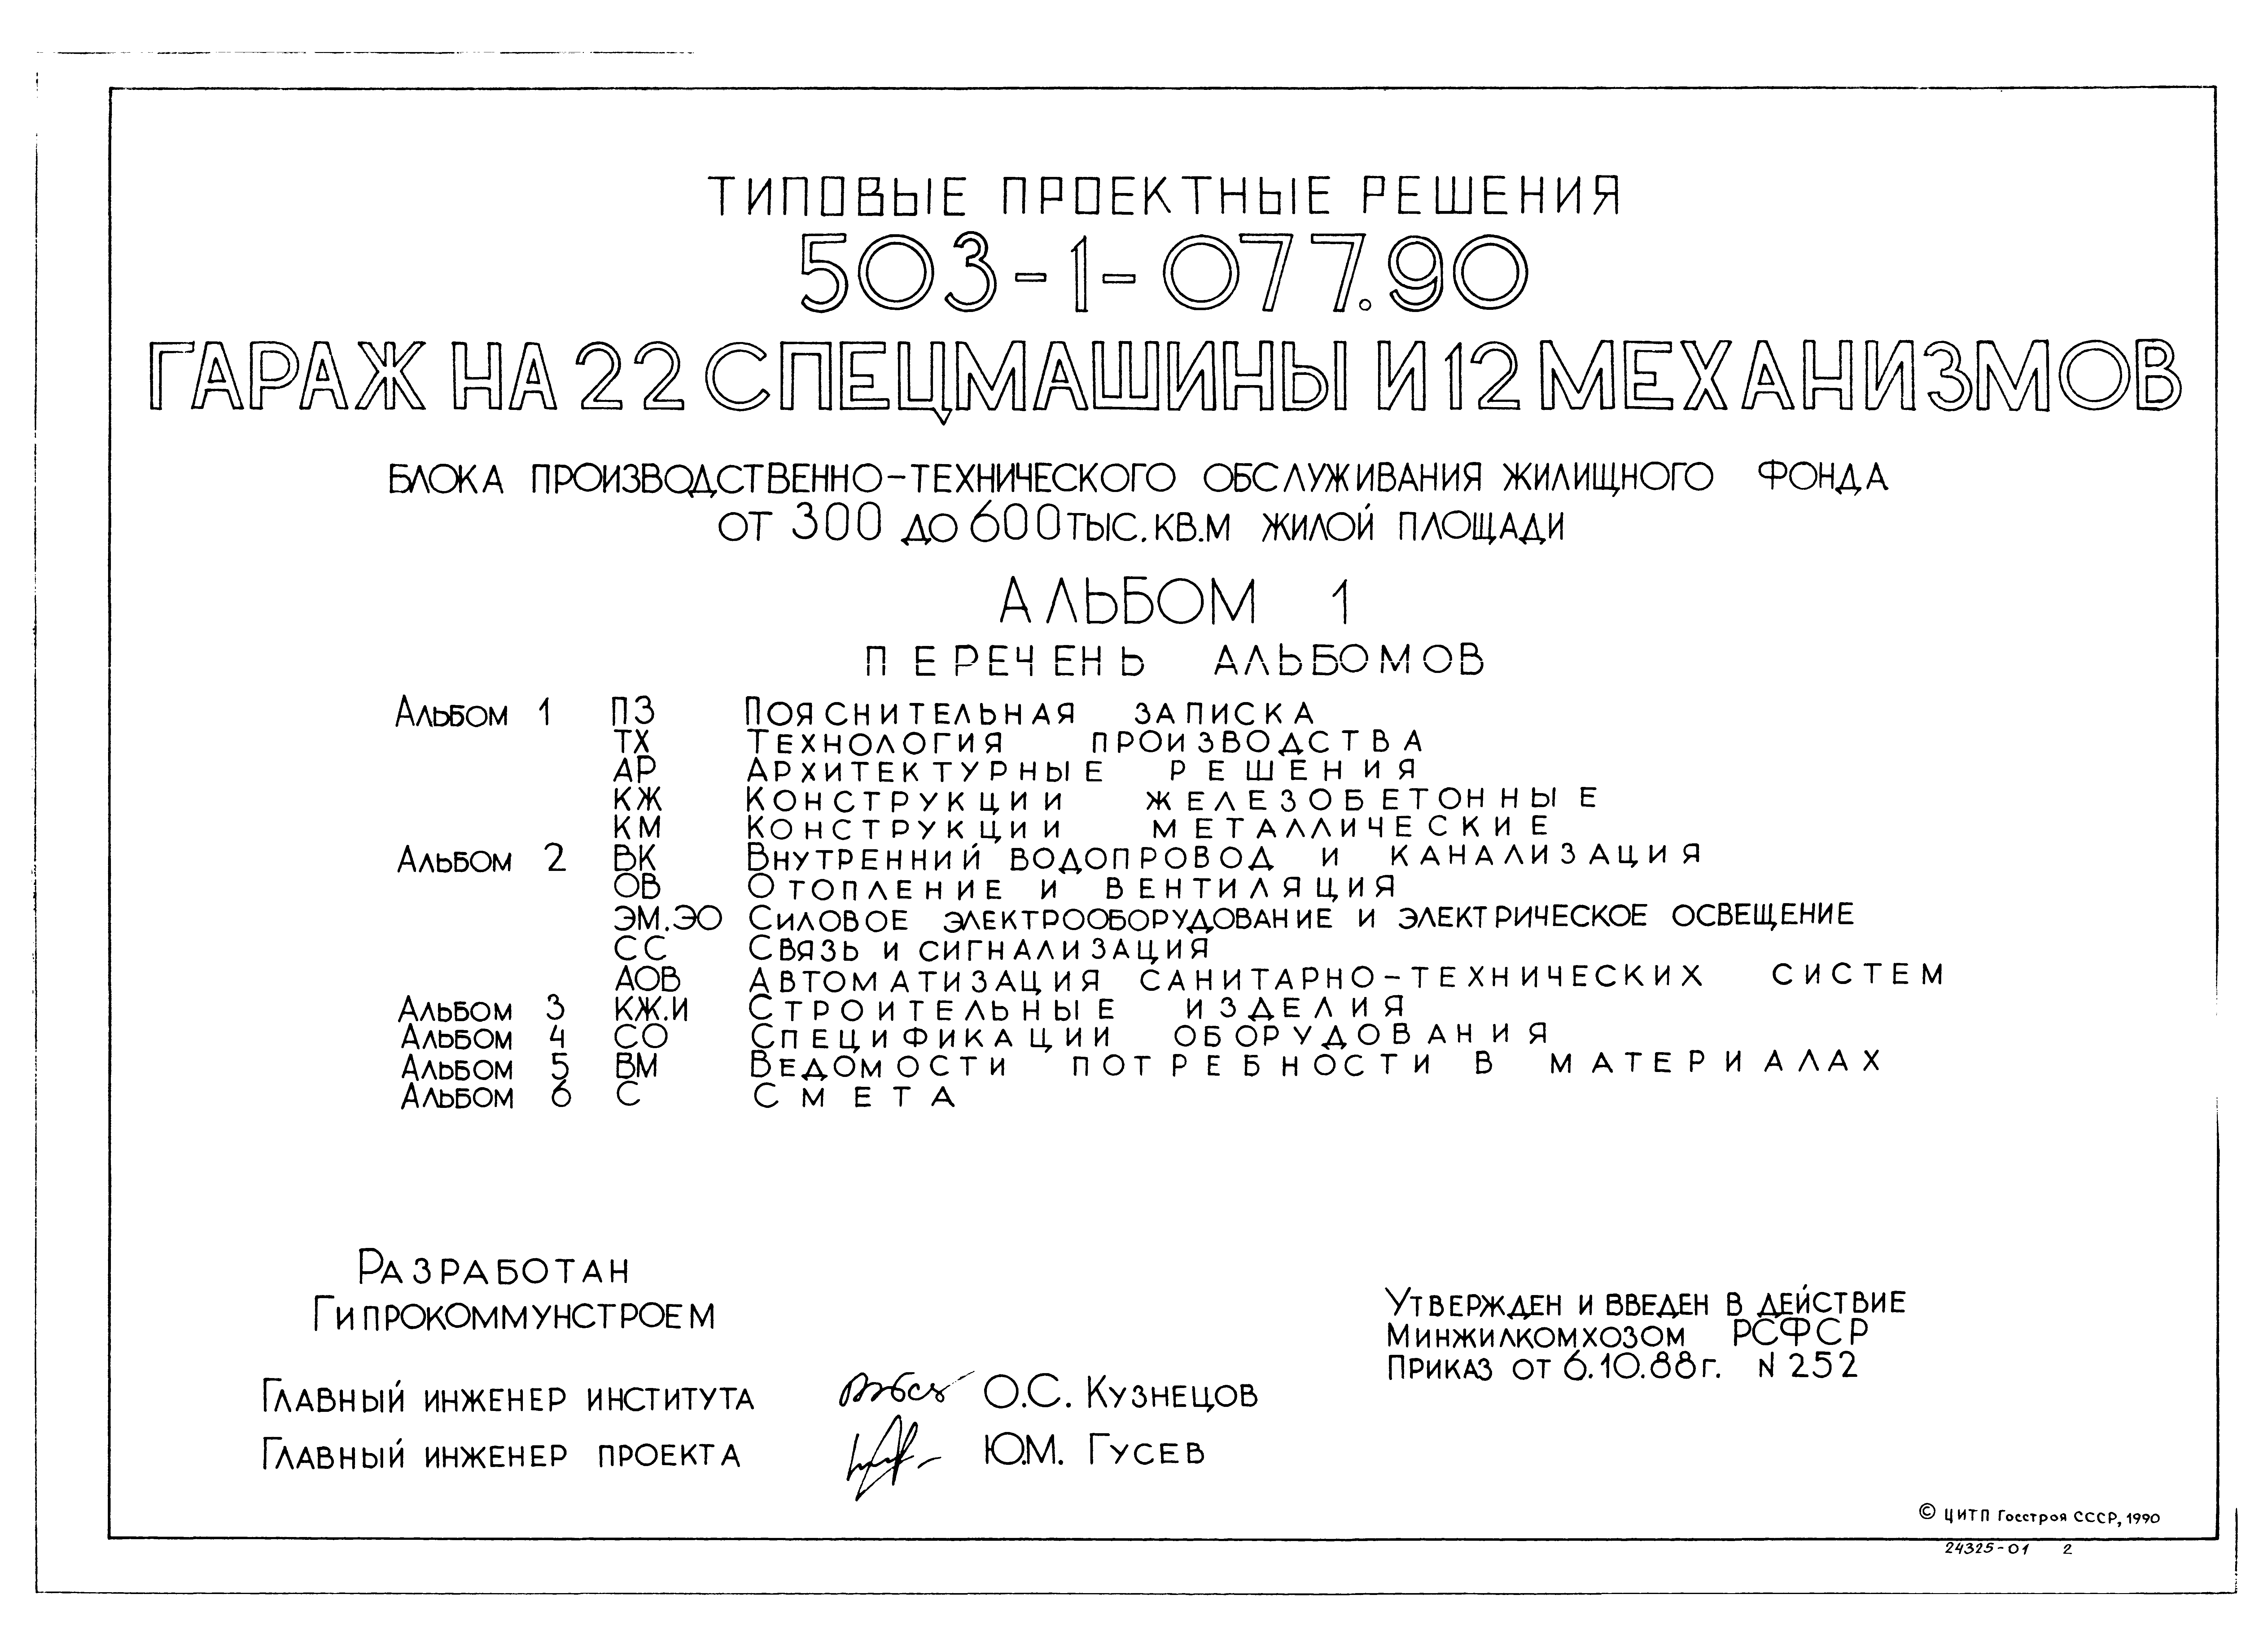 ТИПОВЫЕ ПРОЕКТНЫЕ РЕШЕНИЯ
503-1-077.90
ГАРАЖ НА 22 СПЕЦМАШИНЫ И 12 МЕХАНИЗМОВ
БЛОКА ПРОИЗВОДСТВЕННО-ТЕХНИЧЕСКОГО ОБСЛУЖИВАНИЯ ЖИЛИЩНОГО ФОНДА
ОТ 300 ДО 600 ТЫС. КВ.М ЖИЛОЙ ПЛОЩАДИ
АЛЬБОМ 1
ПЕРЕЧЕНЬ АЛЬБОМОВ
АЛЬБОМ 1 ПЗ ПОЯСНИТЕЛЬНАЯ ЗАПИСКА
ТХ ТЕХНОЛОГИЯ ПРОИЗВОДСТВА
АР АРХИТЕКТУРНЫЕ РЕШЕНИЯ
КЖ КОНСТРУКЦИИ ЖЕЛЕЗОБЕТОННЫЕ
КМ КОНСТРУКЦИИ МЕТАЛЛИЧЕСКИЕ
АЛЬБОМ 2 ВК ВНУТРЕННИЙ ВОДОПРОВОД И КАНАЛИЗАЦИЯ
ОВ ОТОПЛЕНИЕ И ВЕНТИЛЯЦИЯ
ЭМ.ЭО СИЛОВОЕ ЭЛЕКТРООБОРУДОВАНИЕ И ЭЛЕКТРИЧЕСКОЕ ОСВЕЩЕНИЕ
СС СВЯЗЬ И СИГНАЛИЗАЦИЯ
АОВ АВТОМАТИЗАЦИЯ САНИТАРНО-ТЕХНИЧЕСКИХ СИСТЕМ
АЛЬБОМ 3 КЖ.И СТРОИТЕЛЬНЫЕ ИЗДЕЛИЯ
АЛЬБОМ 4 СО СПЕЦИФИКАЦИИ ОБОРУДОВАНИЯ
АЛЬБОМ 5 ВМ ВЕДОМОСТИ ПОТРЕБНОСТИ В МАТЕРИАЛАХ
АЛЬБОМ 6 С СМЕТА
РАЗРАБОТАН
ГИПРОКОММУНСТРОЕМ
ГЛАВНЫЙ ИНЖЕНЕР ИНСТИТУТА О.С. КУЗНЕЦОВ
ГЛАВНЫЙ ИНЖЕНЕР ПРОЕКТА Ю.М. ГУСЕВ
УТВЕРЖДЕН И ВВЕДЕН В ДЕЙСТВИЕ
МИНЖИЛКОМХОЗОМ РСФСР
ПРИКАЗ ОТ 6.10.88г. N 252
© ЦИТП Госстроя СССР, 1990
24325-01 2